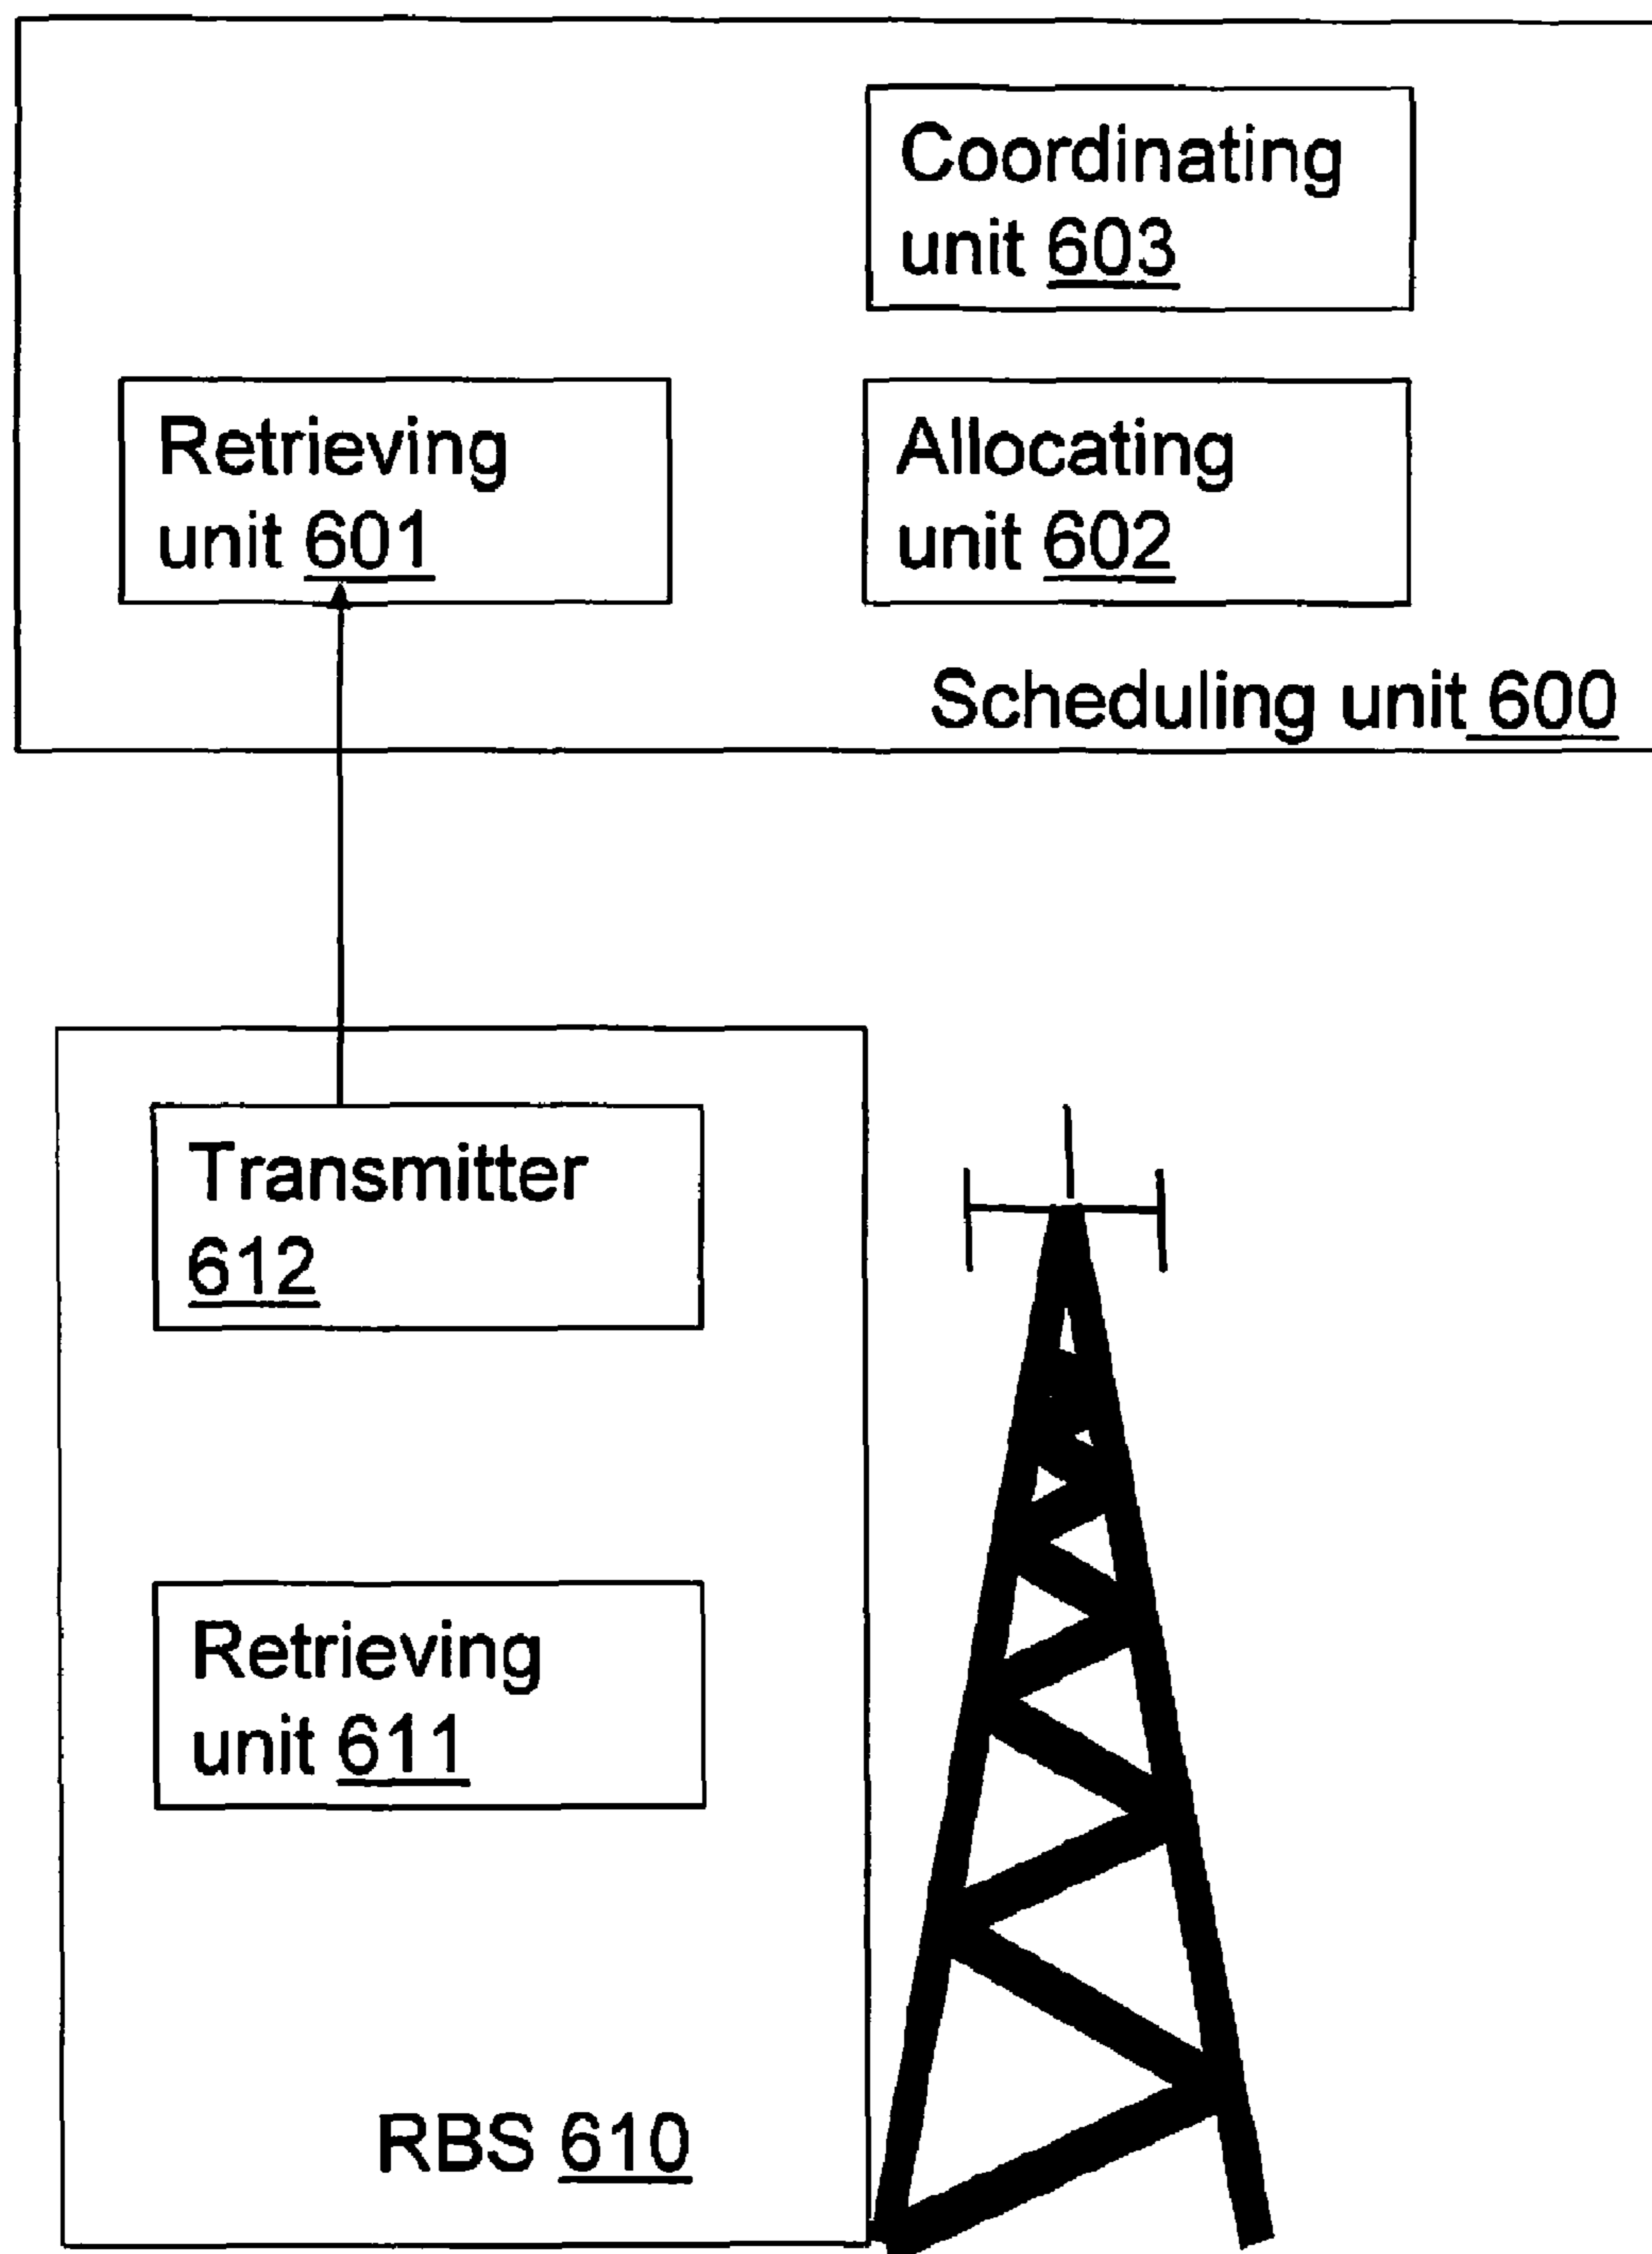 Coordinating
unit 603
Retrieving
unit 601
Allocating
unit 602
Scheduling unit 600
Transmitter
612
Retrieving
unit 611
RBS 610